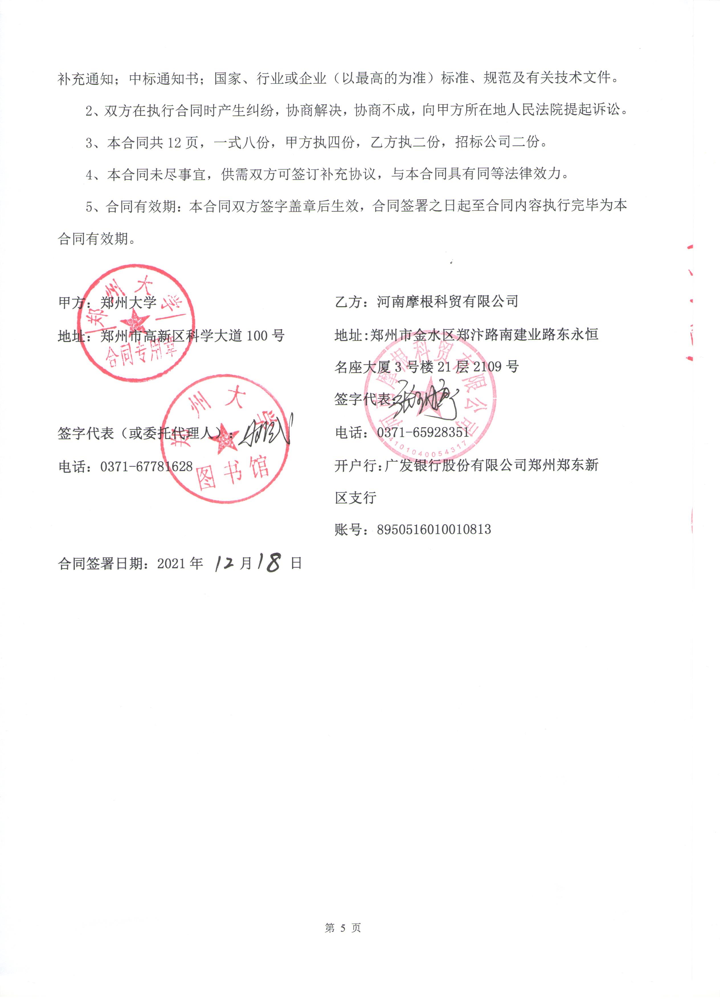 补充通知；中标通知书；国家、行业或企业（以最高的为准）标准、规范及有关技术文件。
2、双方在执行合同时产生纠纷，协商解决，协商不成，向甲方所在地人民法院提起诉讼。
3、本合同共 12 页，一式八份，甲方执四份，乙方执二份，招标公司二份。
4、本合同未尽事宜，供需双方可签订补充协议，与本合同具有同等法律效力。
5、合同有效期：本合同双方签字盖章后生效，合同签署之日起至合同内容执行完毕为本
合同有效期。
甲方：郑州大学
地址：郑州市高新区科学大道 100 号
郑州大学
合同专用章
签字代表（或委托代理人）：
电话：0371-67781628
郑州大学
图书馆
乙方：河南摩根科贸有限公司
地址:郑州市金水区郑汴路南建业路东永恒
名座大厦 3 号楼 21 层 2109 号
签字代表:
电话：0371-65928351
开户行:广发银行股份有限公司郑州郑东新
区支行
账号：8950516010010813
河南摩根科贸有限公司
4101040054317
合同签署日期：2021 年 12 月 18 日
第 5 页